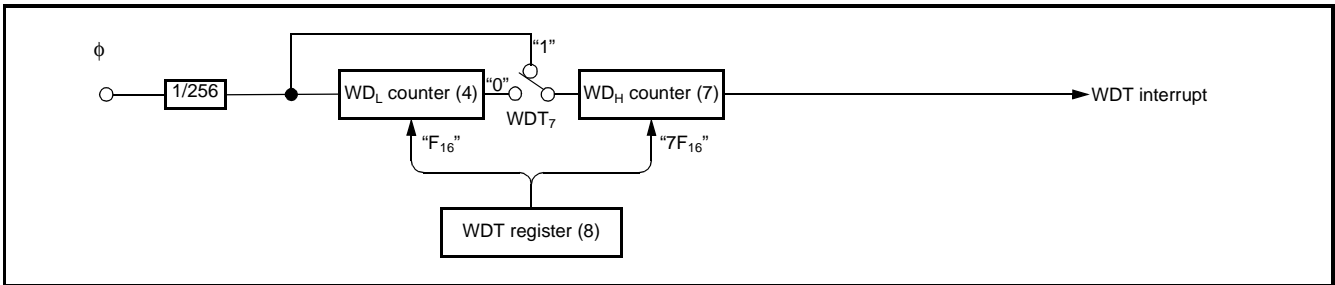 ϕ
“1”
1/256
WDL counter (4)
“0”
WDH counter (7)
WDT interrupt
WDT7
“F16”
“7F16”
WDT register (8)